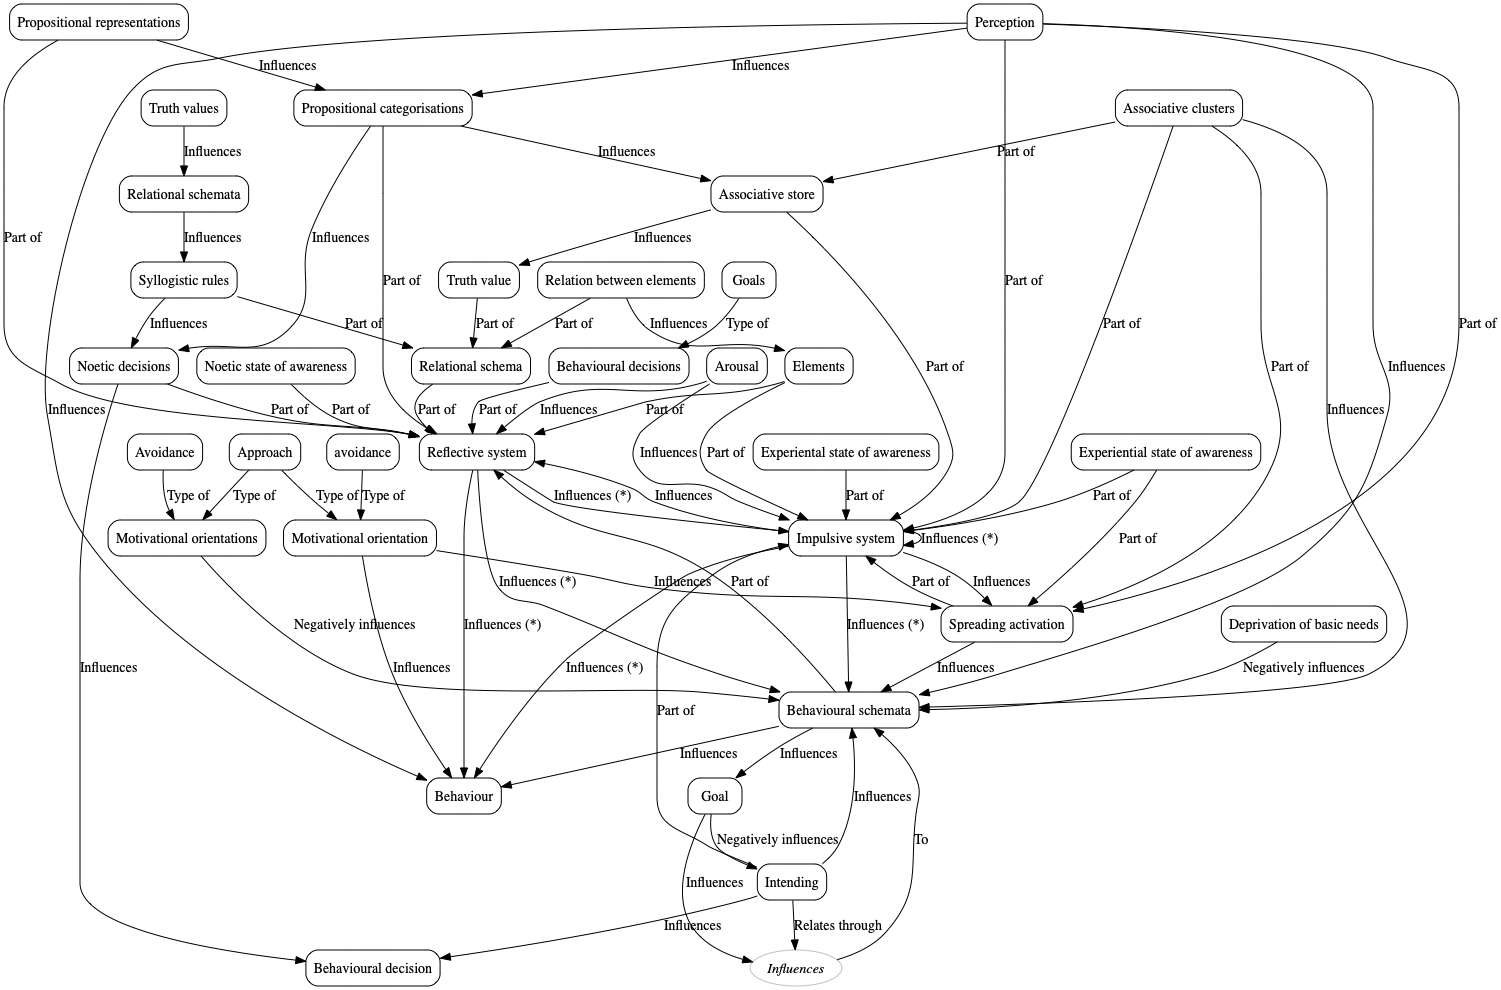 Propositional representations
Perception
Influences
Influences
Truth values
Propositional categorisations
Associative clusters
Influences
Influences
Part of
Relational schemata
Associative store
Part of
Influences
Influences
Influences
Syllogistic rules
Part of
Truth value
Relation between elements
Goals
Part of
Influences
Part of
Part of
Part of
Influences
Type of
Part of
Part of
Noetic decisions
Noetic state of awareness
Relational schema
Behavioural decisions
Arousal
Elements
Part of
Part of
Influences
Influences
Part of
Part of
Part of
Part of
Influences
Part of
Influences
Avoidance
Approach
avoidance
Reflective system
Influences
Part of
Experiental state of awareness
Experiential state of awareness
Type of
Type of
Type of
Type of
Influences (*)
Influences
Part of
Part of
Motivational orientations
Motivational orientation
Impulsive system
Influences (*)
Part of
Influences (*)
Influences
Part of
Part of
Influences
Negatively influences
Influences (*)
Influences (*)
Spreading activation
Deprivation of basic needs
Influences
Influences
Influences (*)
Influences
Negatively influences
Part of
Behavioural schemata
Influences
Influences
Behaviour
Goal
Influences
Negatively influences
To
Influences
Intending
Influences
Relates through
Behavioural decision
Influences